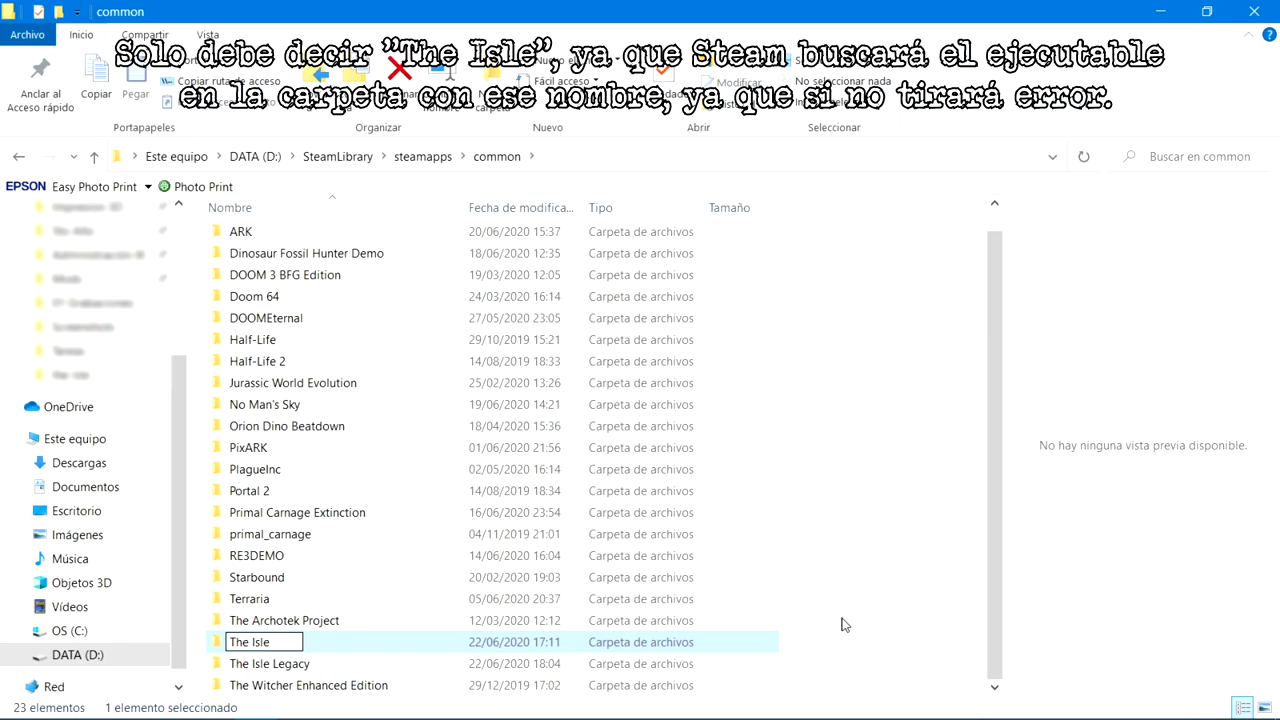 common
Archivo Inicio Compartir Vista
Solo debe decir "The Isle", ya que Steam buscará el ejecutable
en la carpeta con ese nombre, ya que si no tirará error.
Anclar al
Acceso rápido
Copiar
Pegar
Copiar ruta de acceso
Fácil acceso
Modificar
No seleccionar nada
Portapapeles Organizar Nuevo Abrir Seleccionar
Este equipo DATA (D:) SteamLibrary steamapps common
Buscar en common
EPSON Easy Photo Print Photo Print
Nombre Fecha de modifica... Tipo Tamaño
ARK 20/06/2020 15:37 Carpeta de archivos
Dinosaur Fossil Hunter Demo 18/06/2020 12:35 Carpeta de archivos
DOOM 3 BFG Edition 19/03/2020 12:05 Carpeta de archivos
Doom 64 24/03/2020 16:14 Carpeta de archivos
DOOMEternal 27/05/2020 23:05 Carpeta de archivos
Half-Life 29/10/2019 15:21 Carpeta de archivos
Half-Life 2 14/08/2019 18:33 Carpeta de archivos
Jurassic World Evolution 25/02/2020 13:26 Carpeta de archivos
No Man's Sky 19/06/2020 14:21 Carpeta de archivos
Orion Dino Beatdown 18/04/2020 15:36 Carpeta de archivos
PixARK 01/06/2020 21:56 Carpeta de archivos
PlagueInc 02/05/2020 16:14 Carpeta de archivos
Portal 2 14/08/2019 18:34 Carpeta de archivos
Primal Carnage Extinction 16/06/2020 23:54 Carpeta de archivos
primal_carnage 04/11/2019 21:01 Carpeta de archivos
RE3DEMO 14/06/2020 16:04 Carpeta de archivos
Starbound 20/02/2020 19:03 Carpeta de archivos
Terraria 05/06/2020 20:37 Carpeta de archivos
The Archotek Project 12/03/2020 12:12 Carpeta de archivos
The Isle 22/06/2020 17:11 Carpeta de archivos
The Isle Legacy 22/06/2020 18:04 Carpeta de archivos
The Witcher Enhanced Edition 29/12/2019 17:02 Carpeta de archivos
OneDrive
Este equipo
Descargas
Documentos
Escritorio
Imágenes
Música
Objetos 3D
Vídeos
OS (C:)
DATA (D:)
Red
No hay ninguna vista previa disponible.
23 elementos 1 elemento seleccionado